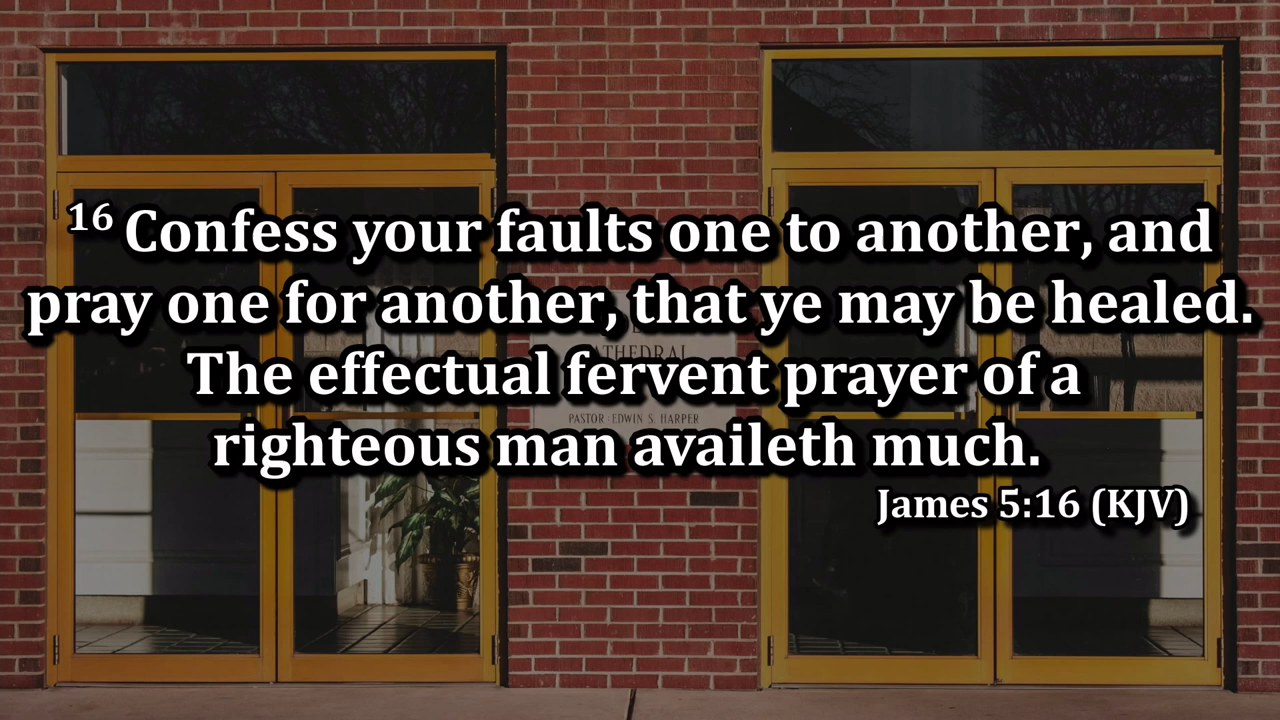 16 Confess your faults one to another, and
pray one for another, that ye may be healed.
The effectual fervent prayer of a
righteous man availeth much.
James 5:16 (KJV)
PASTOR · EDWIN S. HARPER